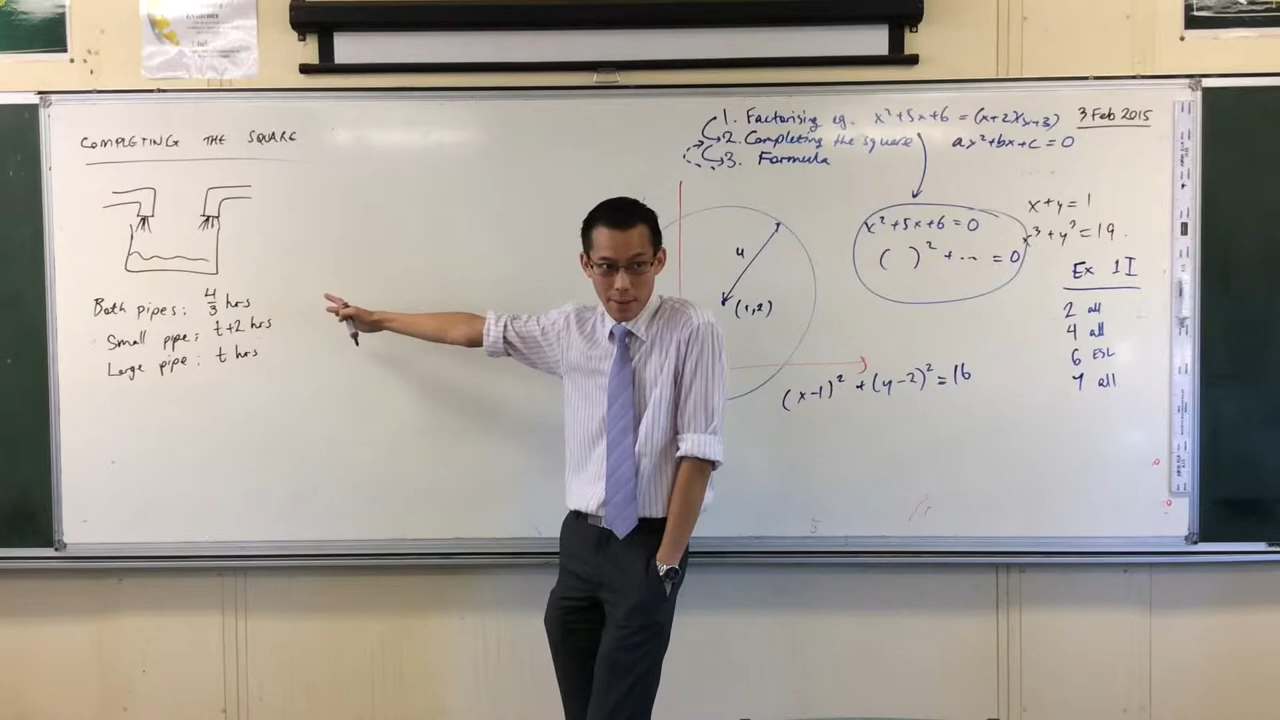 COMPLETING THE SQUARE
Both pipes: 4/3 hrs
Small pipe: t+2 hrs
Large pipe: t hrs
1. Factorising eg. x²+5x+6 = (x+2)(x+3)
2. Completing the square
3. Formula
ax²+bx+c=0
3 Feb 2015
x²+5x+6=0
( )² + ... = 0
4
(1,2)
(x-1)² + (y-2)² = 16
x+y=1
x³+y³=19.
Ex 1I
2 all
4 all
6 ESL
7 all